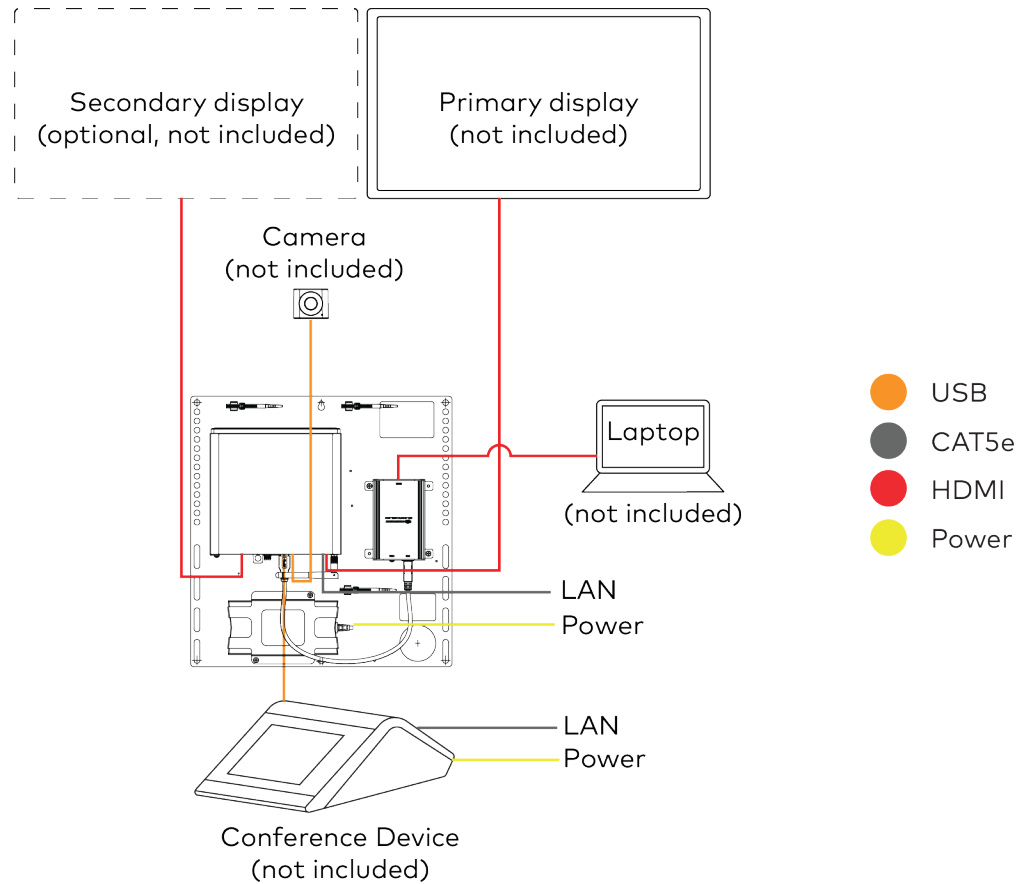 Secondary display
(optional, not included)
Primary display
(not included)
Camera
(not included)
Laptop
(not included)
USB
CAT5e
HDMI
Power
LAN
Power
LAN
Power
Conference Device
(not included)